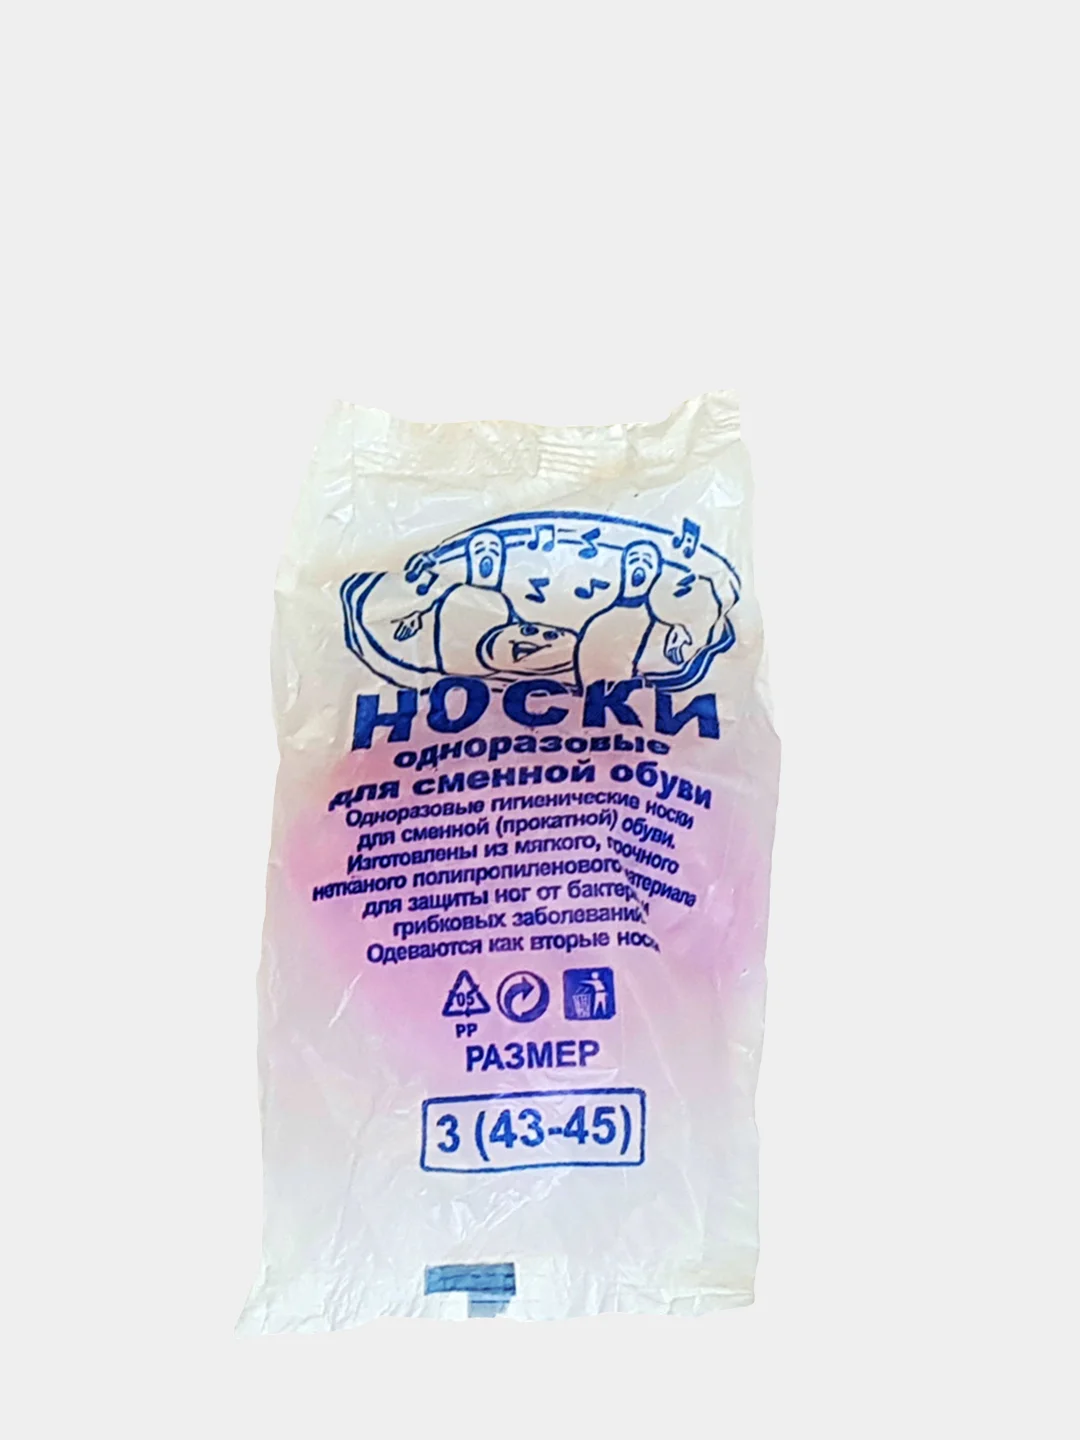 НОСКИ
одноразовые
для сменной обуви
Одноразовые гигиенические носки
для сменной (прокатной) обуви.
Изготовлены из мягкого,
нетканого полипропиленового
для защиты ног от
грибковых заболеваний
Одеваются как вторые
05
PP
РАЗМЕР
3 (43-45)